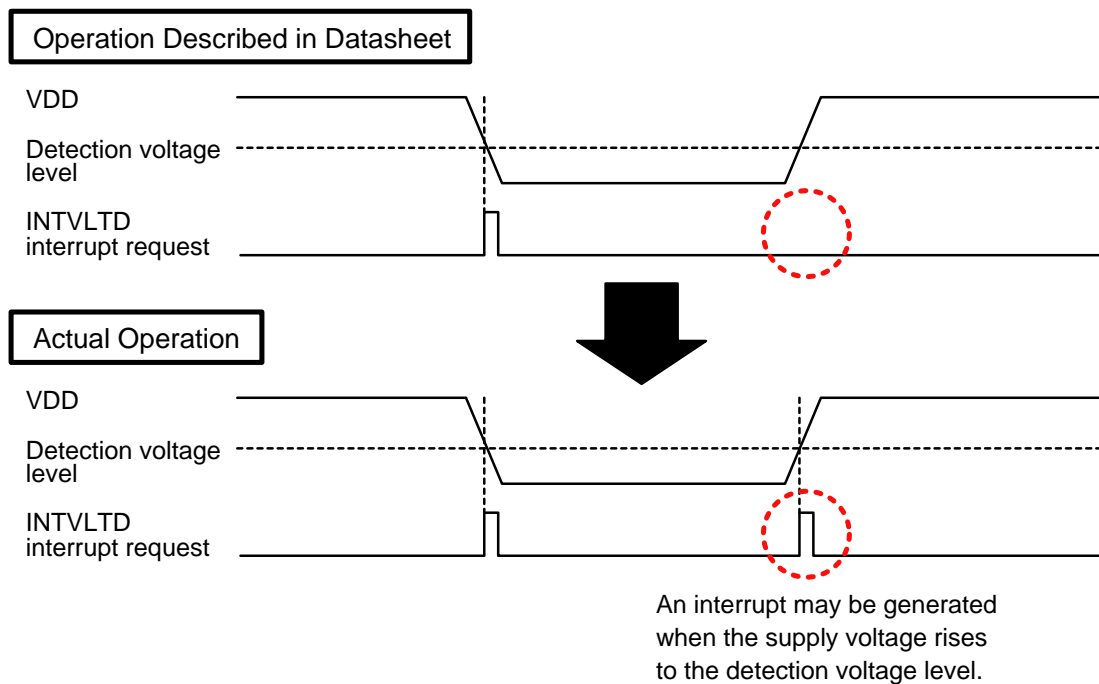 Operation Described in Datasheet
VDD
Detection voltage
level
INTVLTD
interrupt request
Actual Operation
VDD
Detection voltage
level
INTVLTD
interrupt request
An interrupt may be generated
when the supply voltage rises
to the detection voltage level.